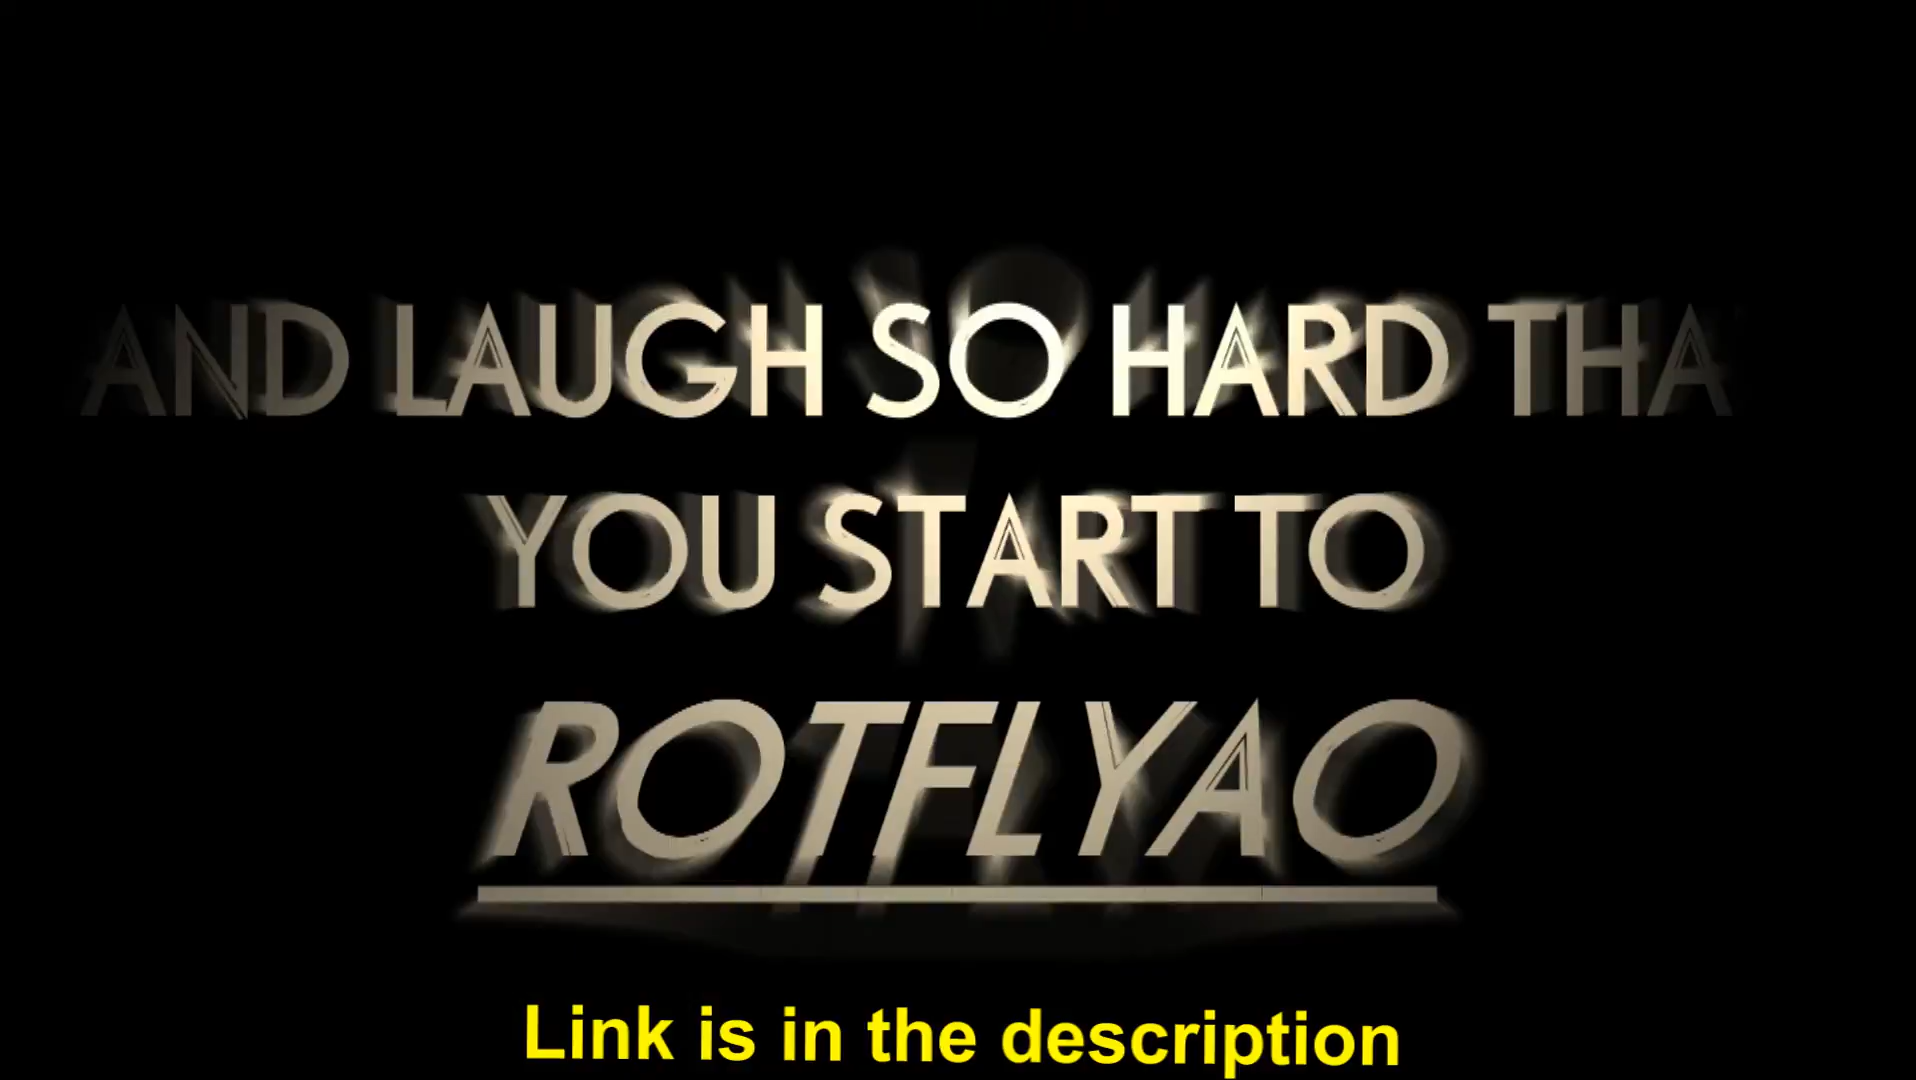 AND LAUGH SO HARD THA
YOU START TO
ROTFLYAO
Link is in the description